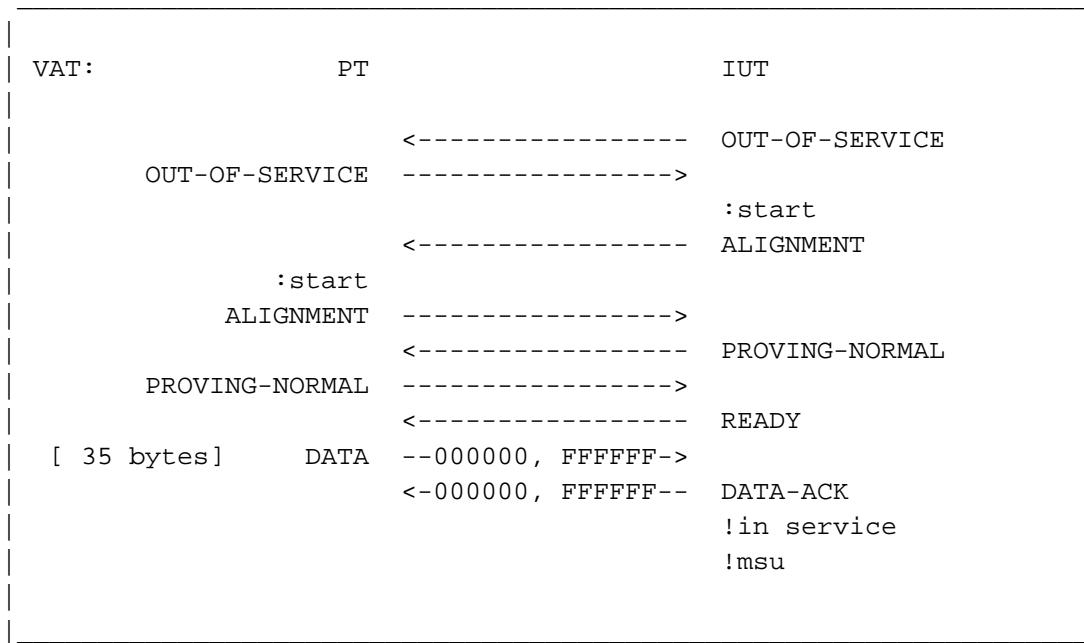 VAT: PT IUT
<----------------- OUT-OF-SERVICE
OUT-OF-SERVICE ----------------->
:start
<----------------- ALIGNMENT
:start
ALIGNMENT ----------------->
<----------------- PROVING-NORMAL
PROVING-NORMAL ----------------->
<----------------- READY
[ 35 bytes] DATA --000000, FFFFFF->
<-000000, FFFFFF-- DATA-ACK
!in service
!msu